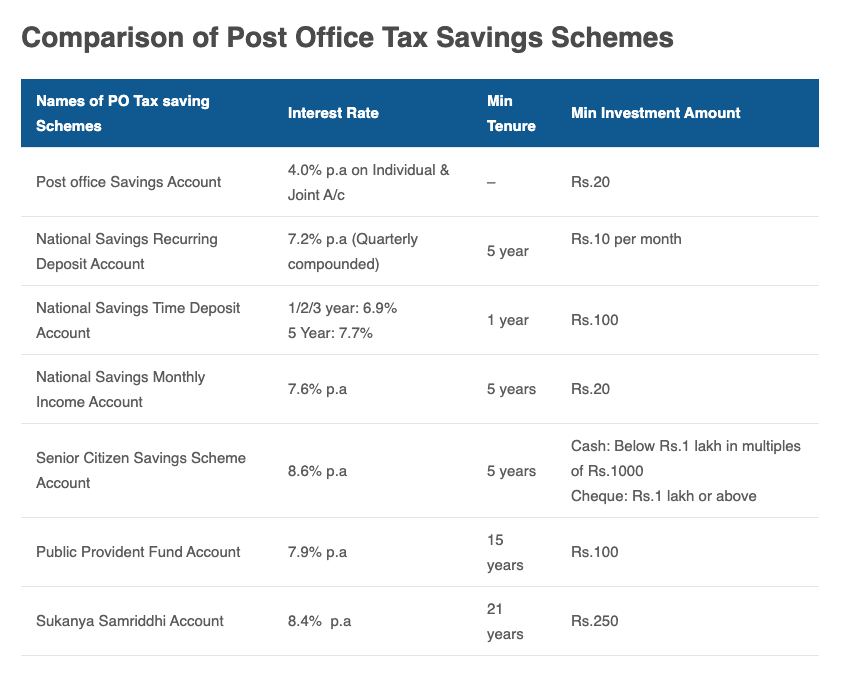 Comparison of Post Office Tax Savings Schemes
Names of PO Tax saving
Schemes
Interest Rate
Min
Tenure
Min Investment Amount
Post office Savings Account
4.0% p.a on Individual &
Joint A/c
–
Rs.20
National Savings Recurring
Deposit Account
7.2% p.a (Quarterly
compounded)
5 year
Rs.10 per month
National Savings Time Deposit
Account
1/2/3 year: 6.9%
5 Year: 7.7%
1 year
Rs.100
National Savings Monthly
Income Account
7.6% p.a
5 years
Rs.20
Senior Citizen Savings Scheme
Account
8.6% p.a
5 years
Cash: Below Rs.1 lakh in multiples
of Rs.1000
Cheque: Rs.1 lakh or above
Public Provident Fund Account
7.9% p.a
15
years
Rs.100
Sukanya Samriddhi Account
8.4%  p.a
21
years
Rs.250